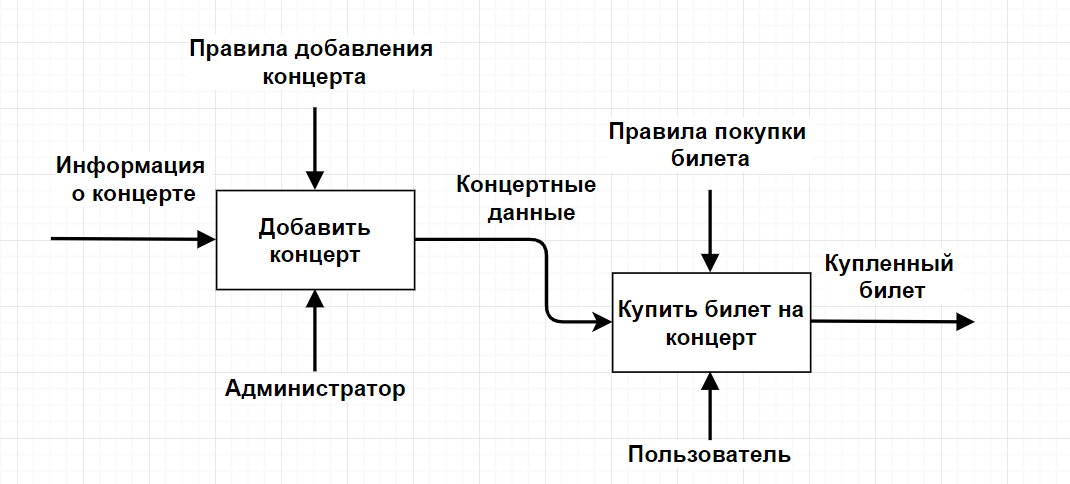 Правила добавления
концерта
Информация
о концерте
Добавить
концерт
Администратор
Концертные
данные
Правила покупки
билета
Купить билет на
концерт
Пользователь
Купленный
билет